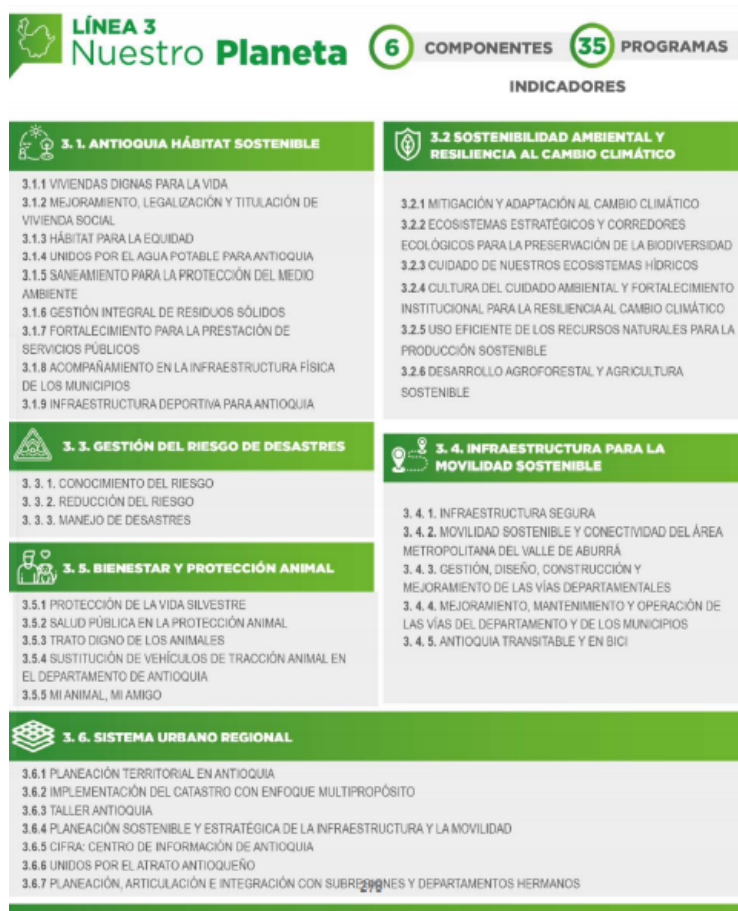 LÍNEA 3
Nuestro Planeta
6 COMPONENTES 35 PROGRAMAS
INDICADORES
3. 1. ANTIOQUIA HÁBITAT SOSTENIBLE
3.1.1 VIVIENDAS DIGNAS PARA LA VIDA
3.1.2 MEJORAMIENTO, LEGALIZACIÓN Y TITULACIÓN DE
VIVIENDA SOCIAL
3.1.3 HÁBITAT PARA LA EQUIDAD
3.1.4 UNIDOS POR EL AGUA POTABLE PARA ANTIOQUIA
3.1.5 SANEAMIENTO PARA LA PROTECCIÓN DEL MEDIO
AMBIENTE
3.1.6 GESTIÓN INTEGRAL DE RESIDUOS SÓLIDOS
3.1.7 FORTALECIMIENTO PARA LA PRESTACIÓN DE
SERVICIOS PÚBLICOS
3.1.8 ACOMPAÑAMIENTO EN LA INFRAESTRUCTURA FÍSICA
DE LOS MUNICIPIOS
3.1.9 INFRAESTRUCTURA DEPORTIVA PARA ANTIOQUIA
3.2 SOSTENIBILIDAD AMBIENTAL Y
RESILIENCIA AL CAMBIO CLIMÁTICO
3.2.1 MITIGACIÓN Y ADAPTACIÓN AL CAMBIO CLIMÁTICO
3.2.2 ECOSISTEMAS ESTRATÉGICOS Y CORREDORES
ECOLÓGICOS PARA LA PRESERVACIÓN DE LA BIODIVERSIDAD
3.2.3 CUIDADO DE NUESTROS ECOSISTEMAS HÍDRICOS
3.2.4 CULTURA DEL CUIDADO AMBIENTAL Y FORTALECIMIENTO
INSTITUCIONAL PARA LA RESILIENCIA AL CAMBIO CLIMÁTICO
3.2.5 USO EFICIENTE DE LOS RECURSOS NATURALES PARA LA
PRODUCCIÓN SOSTENIBLE
3.2.6 DESARROLLO AGROFORESTAL Y AGRICULTURA
SOSTENIBLE
3. 3. GESTIÓN DEL RIESGO DE DESASTRES
3. 3. 1. CONOCIMIENTO DEL RIESGO
3. 3. 2. REDUCCIÓN DEL RIESGO
3. 3. 3. MANEJO DE DESASTRES
3. 4. INFRAESTRUCTURA PARA LA
MOVILIDAD SOSTENIBLE
3. 4. 1. INFRAESTRUCTURA SEGURA
3. 4. 2. MOVILIDAD SOSTENIBLE Y CONECTIVIDAD DEL ÁREA
METROPOLITANA DEL VALLE DE ABURRÁ
3. 4. 3. GESTIÓN, DISEÑO, CONSTRUCCIÓN Y
MEJORAMIENTO DE LAS VÍAS DEPARTAMENTALES
3. 4. 4. MEJORAMIENTO, MANTENIMIENTO Y OPERACIÓN DE
LAS VÍAS DEL DEPARTAMENTO Y DE LOS MUNICIPIOS
3. 4. 5. ANTIOQUIA TRANSITABLE Y EN BICI
3. 5. BIENESTAR Y PROTECCIÓN ANIMAL
3.5.1 PROTECCIÓN DE LA VIDA SILVESTRE
3.5.2 SALUD PÚBLICA EN LA PROTECCIÓN ANIMAL
3.5.3 TRATO DIGNO DE LOS ANIMALES
3.5.4 SUSTITUCIÓN DE VEHÍCULOS DE TRACCIÓN ANIMAL EN
EL DEPARTAMENTO DE ANTIOQUIA
3.5.5 MI ANIMAL, MI AMIGO
3. 6. SISTEMA URBANO REGIONAL
3.6.1 PLANEACIÓN TERRITORIAL EN ANTIOQUIA
3.6.2 IMPLEMENTACIÓN DEL CATASTRO CON ENFOQUE MULTIPROPÓSITO
3.6.3 TALLER ANTIOQUIA
3.6.4 PLANEACIÓN SOSTENIBLE Y ESTRATÉGICA DE LA INFRAESTRUCTURA Y LA MOVILIDAD
3.6.5 CIFRA: CENTRO DE INFORMACIÓN DE ANTIOQUIA
3.6.6 UNIDOS POR EL ATRATO ANTIOQUEÑO
3.6.7 PLANEACIÓN, ARTICULACIÓN E INTEGRACIÓN CON SUBREGIONES Y DEPARTAMENTOS HERMANOS